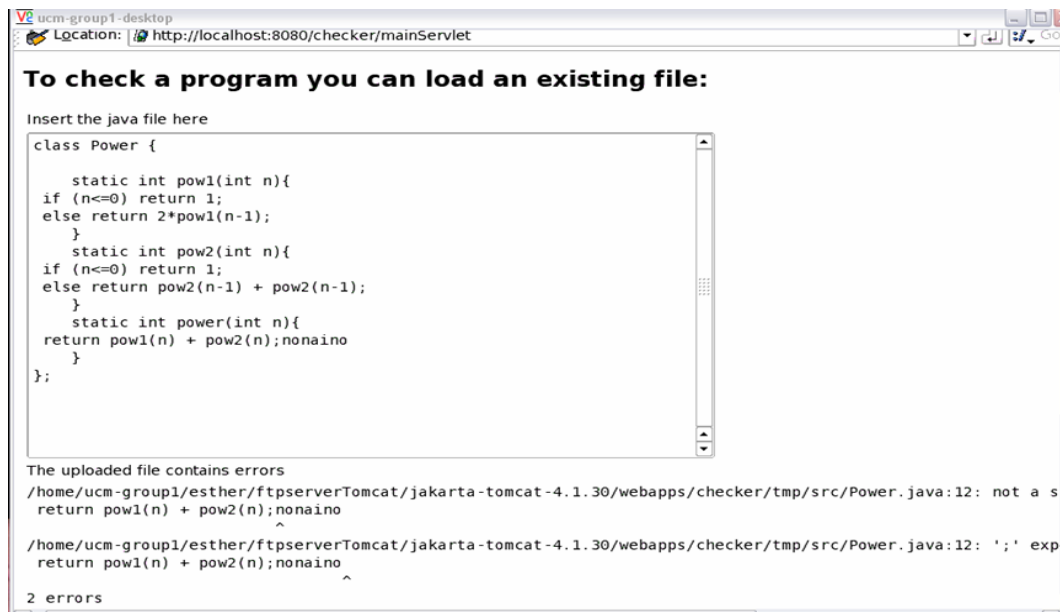 ucm-group1-desktop
Location: http://localhost:8080/checker/mainServlet Go
To check a program you can load an existing file:
Insert the java file here
class Power {
static int pow1(int n){
if (n<=0) return 1;
else return 2*pow1(n-1);
}
static int pow2(int n){
if (n<=0) return 1;
else return pow2(n-1) + pow2(n-1);
}
static int power(int n){
return pow1(n) + pow2(n);nonaino
}
};
The uploaded file contains errors
/home/ucm-group1/esther/ftpserverTomcat/jakarta-tomcat-4.1.30/webapps/checker/tmp/src/Power.java:12: not a s
return pow1(n) + pow2(n);nonaino
^
/home/ucm-group1/esther/ftpserverTomcat/jakarta-tomcat-4.1.30/webapps/checker/tmp/src/Power.java:12: ';' exp
return pow1(n) + pow2(n);nonaino
^
2 errors